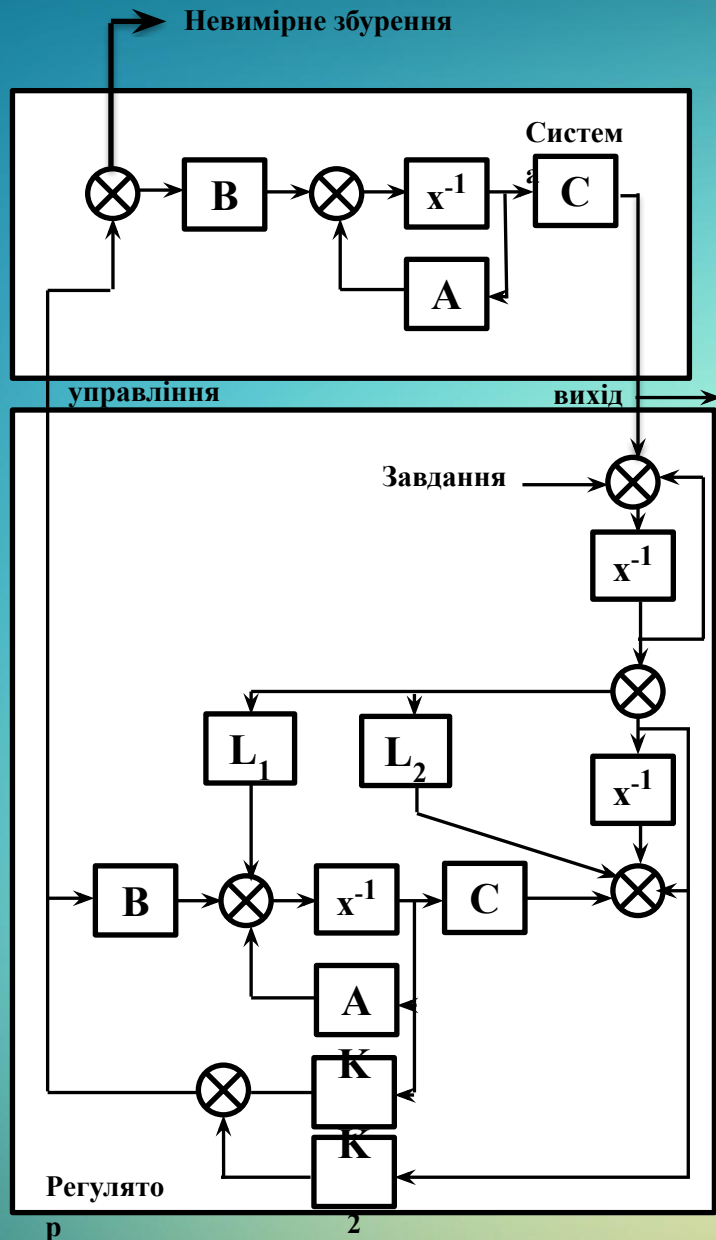 Невимірне збурення
Систем
а
B
x⁻¹
C
A
управління
вихід
Завдання
x⁻¹
L₁
L₂
x⁻¹
B
x⁻¹
C
A
К
К
2
Регулято
р